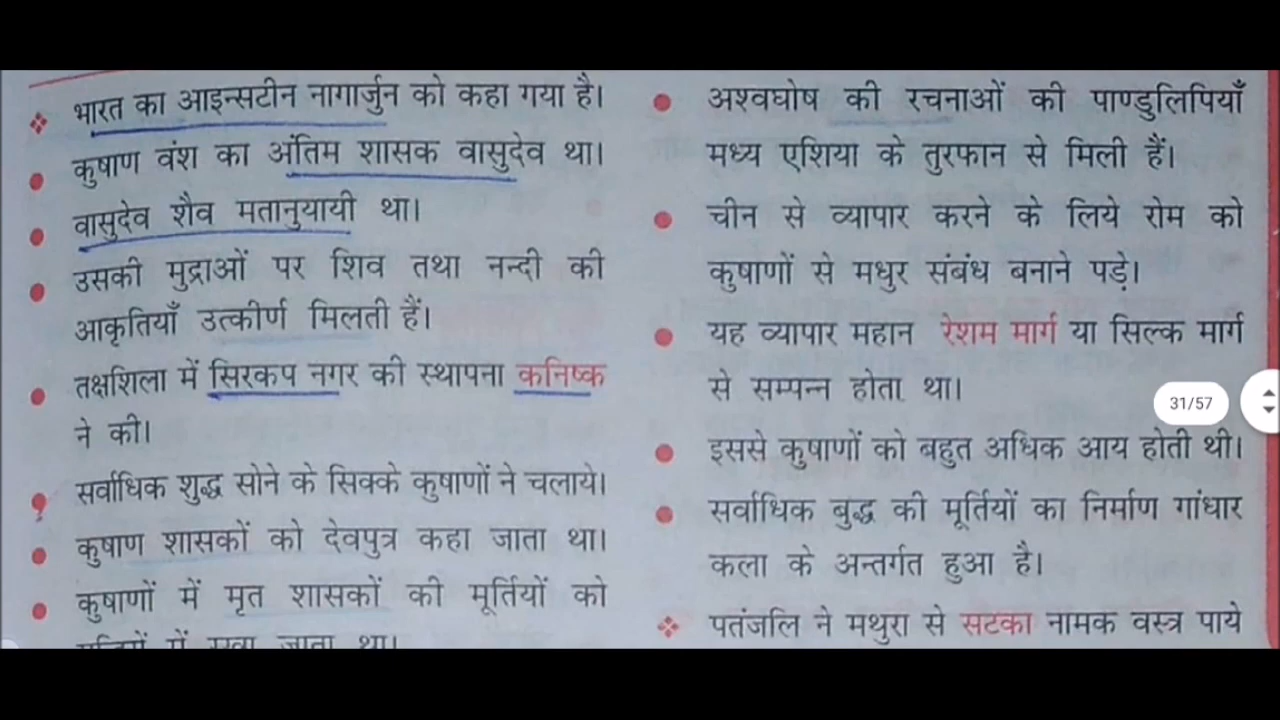 भारत का आइन्सटीन नागार्जुन को कहा गया है।
कुषाण वंश का अंतिम शासक वासुदेव था।
वासुदेव शैव मतानुयायी था।
उसकी मुद्राओं पर शिव तथा नन्दी की
आकृतियाँ उत्कीर्ण मिलती हैं।
तक्षशिला में सिरकप नगर की स्थापना कनिष्क
ने की।
सर्वाधिक शुद्ध सोने के सिक्के कुषाणों ने चलाये।
कुषाण शासकों को देवपुत्र कहा जाता था।
कुषाणों में मृत शासकों की मूर्तियों को
में जाता था।
अश्वघोष की रचनाओं की पाण्डुलिपियाँ
मध्य एशिया के तुरफान से मिली हैं।
चीन से व्यापार करने के लिये रोम को
कुषाणों से मधुर संबंध बनाने पड़े।
यह व्यापार महान रेशम मार्ग या सिल्क मार्ग
से सम्पन्न होता था।
इससे कुषाणों को बहुत अधिक आय होती थी।
सर्वाधिक बुद्ध की मूर्तियों का निर्माण गांधार
कला के अन्तर्गत हुआ है।
पतंजलि ने मथुरा से सटका नामक वस्त्र पाये
31/57